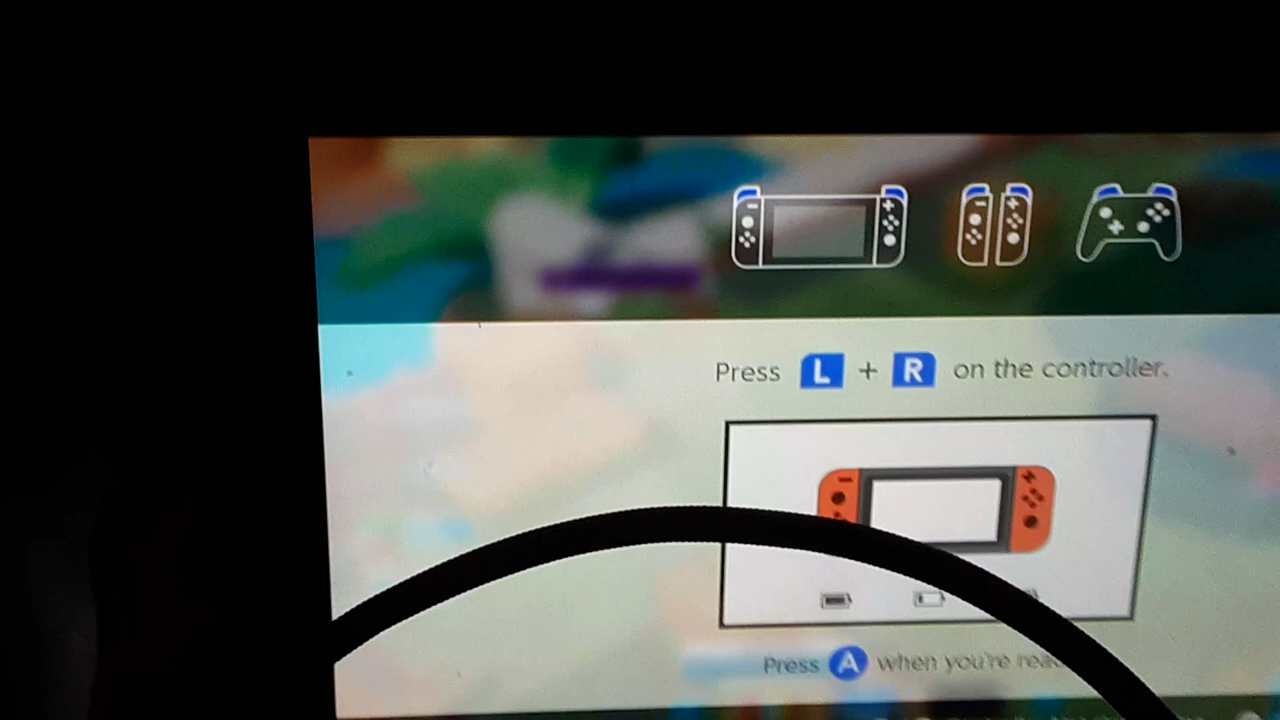 Press L + R on the controller.
Press A when you're